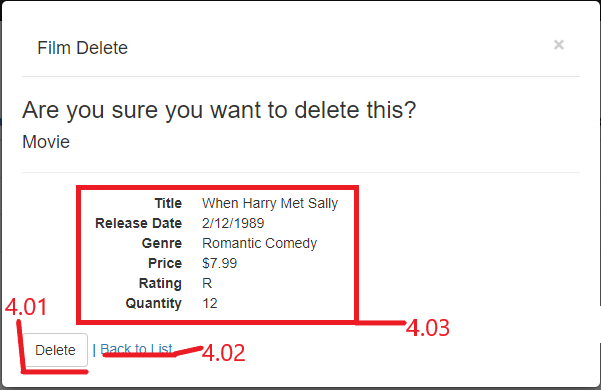 Film Delete ×
Are you sure you want to delete this?
Movie
Title When Harry Met Sally
Release Date 2/12/1989
Genre Romantic Comedy
Price $7.99
Rating R
Quantity 12
4.01
4.03
Delete | Back to List 4.02